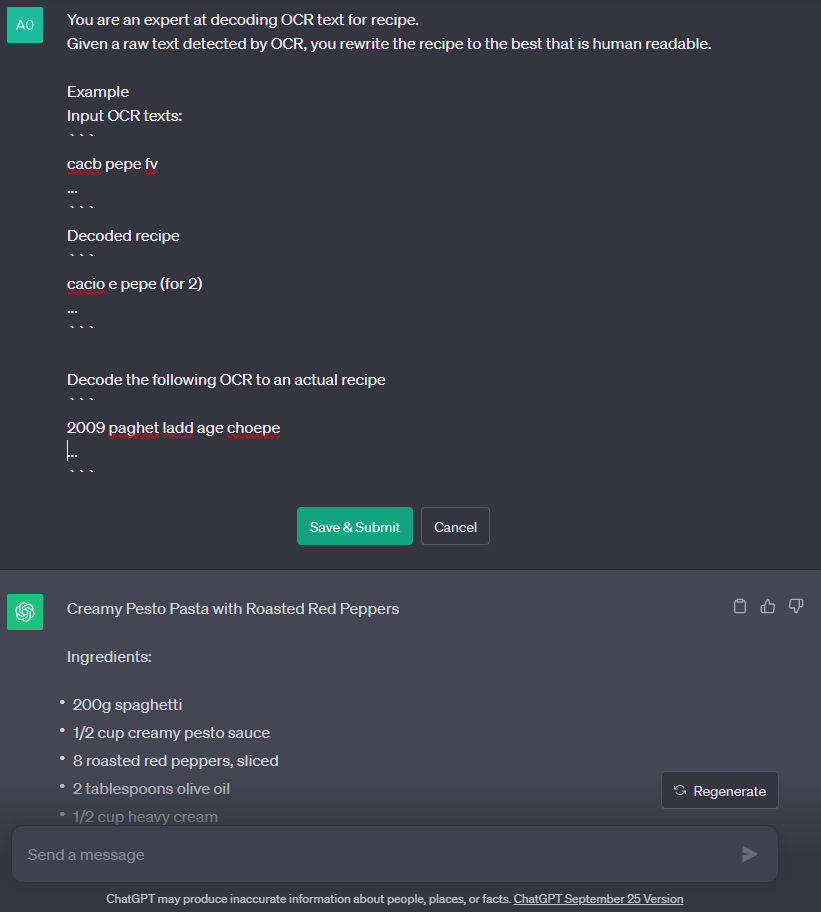 AO
You are an expert at decoding OCR text for recipe.
Given a raw text detected by OCR, you rewrite the recipe to the best that is human readable.
Example
Input OCR texts:
```
cacb pepe fv
...
```
Decoded recipe
```
cacio e pepe (for 2)
...
```
Decode the following OCR to an actual recipe
```
2009 paghet ladd age choepe
...
```
Save & Submit
Cancel
Creamy Pesto Pasta with Roasted Red Peppers
Ingredients:
• 200g spaghetti
• 1/2 cup creamy pesto sauce
• 8 roasted red peppers, sliced
• 2 tablespoons olive oil
• 1/2 cup heavy cream
Regenerate
Send a message
ChatGPT may produce inaccurate information about people, places, or facts. ChatGPT September 25 Version